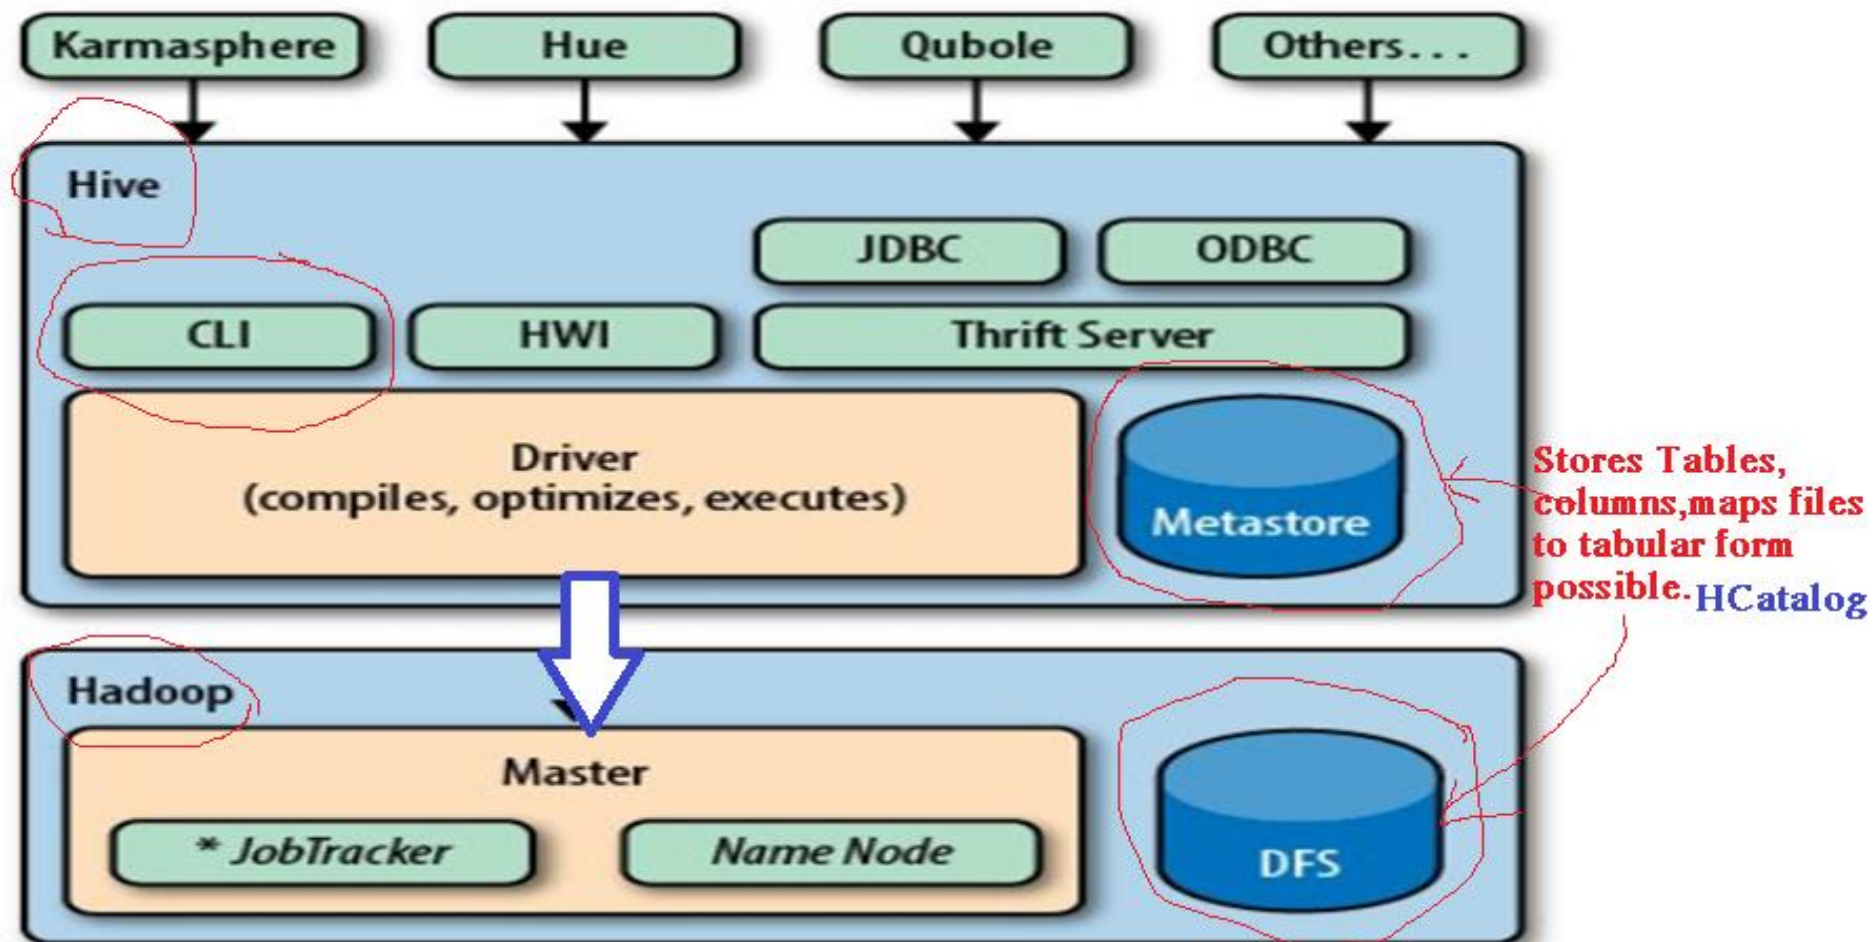 Karmasphere
Hue
Qubole
Others...
Hive
JDBC
ODBC
CLI
HWI
Thrift Server
Driver
(compiles, optimizes, executes)
Metastore
Stores Tables,
columns,maps files
to tabular form
possible.
HCatalog
Hadoop
Master
* JobTracker
Name Node
DFS